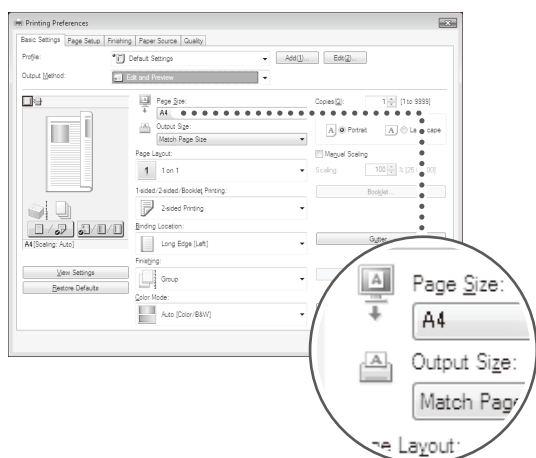 Printing Preferences
Basic Settings Page Setup Finishing Paper Source Quality
Profile: Default Settings Add(1)... Edit(2)...
Output Method: Edit and Preview
Page Size: Copies(Q): 1 [1 to 9999]
A4
Output Size: A Portrait A
Match Page Size
Page Layout: Manual Scaling
1 1 on 1 Scaling: 100 % [25
1-sided/2-sided/Booklet Printing: Booklet...
2-sided Printing
Binding Location:
Long Edge [Left] Gutter
A4 [Scaling: Auto]
Finishing:
View Settings Group
Restore Defaults
Color Mode:
Auto [Color/B&W]
A Page Size:
A4
A Output Size:
Match Page
Layout: